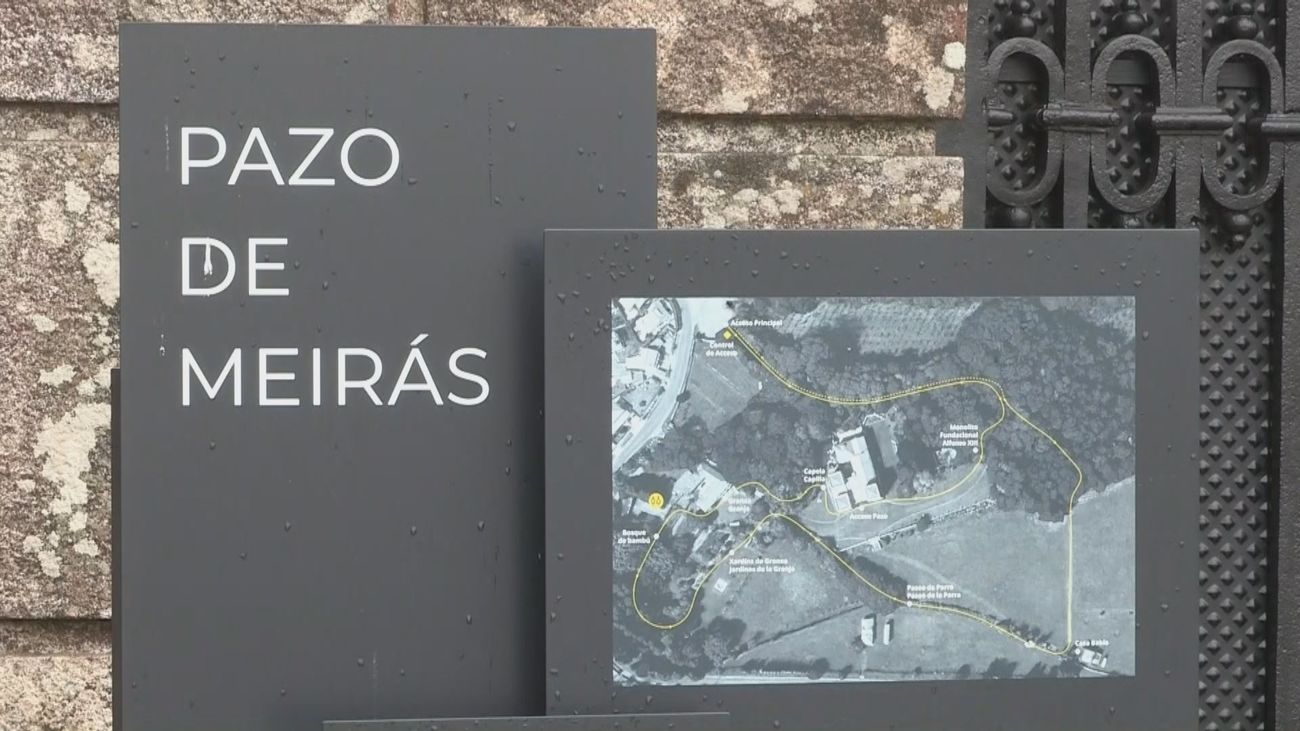 PAZO
DE
MEIRÁS
Acceso Principal
Control
de Acceso
Monolito
Fundacional
Alfonso XIII
Capela
Capilla
Acceso Pazo
Granxa
Granja
Bosque
de bambú
Xardíns da Granxa
Jardines de la Granja
Paseo da Parra
Paseo de la Parra
Casa Babla